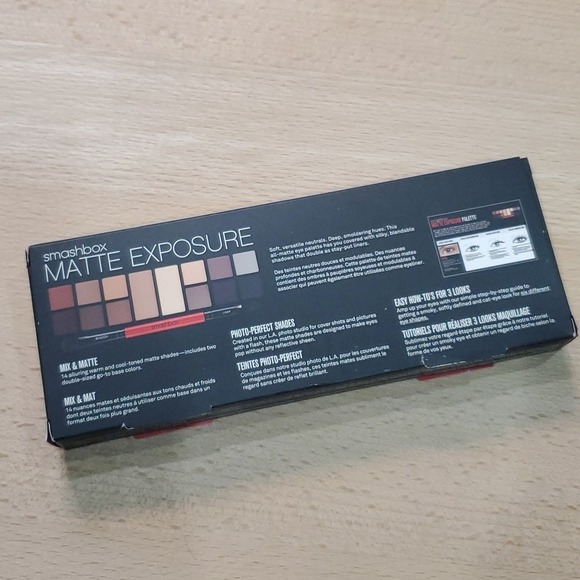 smashbox
MATTE EXPOSURE
Soft, versatile neutrals. Deep, smoldering hues. This
all-matte eye palette has you covered with silky, blendable
shadows that double as stay-put liners.
Des teintes neutres douces et modulables. Des nuances
profondes et charbonneuses. Cette palette de teintes mates
contient des ombres à paupières soyeuses et modulables à
associer qui peuvent également être utilisées comme eyeliner.
MATTE EXPOSURE PALETTE
smashbox
MIX & MATTE
14 alluring warm and cool-toned matte shades—includes two
double-sized go-to base colors.
MIX & MAT
14 nuances mates et séduisantes aux tons chauds et froids
dont deux teintes neutres à utiliser comme base dans un
format deux fois plus grand.
PHOTO-PERFECT SHADES
Created in our L.A. photo studio for cover shots and pictures
with a flash, these matte shades are designed to make eyes
pop without any reflective sheen.
TEINTES PHOTO-PERFECT
Conçues dans notre studio photo de L.A. pour les couvertures
de magazines et les flashes, ces teintes mates subliment le
regard sans créer de reflet brillant.
EASY HOW-TO'S FOR 3 LOOKS
Amp up your eyes with our simple step-by-step guide to
getting a smoky, softly defined and cat-eye look for six different
eye shapes.
TUTORIELS POUR RÉALISER 3 LOOKS MAQUILLAGE
Sublimez votre regard étape par étape grâce à notre tutoriel
pour créer un smoky eye et obtenir un regard de biche selon la
forme de vos yeux.